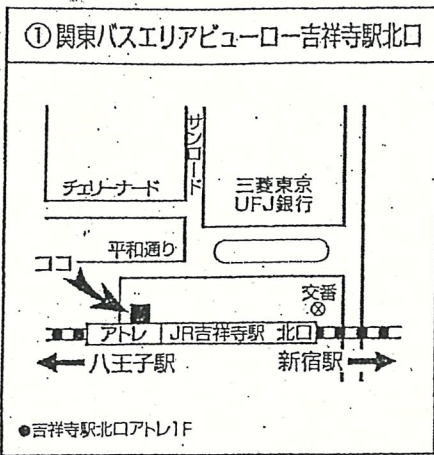 ①関東バスエリアビューロー吉祥寺駅北口
サンロード
チェリーナード
三菱東京
UFJ銀行
平和通り
ココ
交番
アトレ JR吉祥寺駅 北口
八王子駅
新宿駅
●吉祥寺駅北口アトレ1F